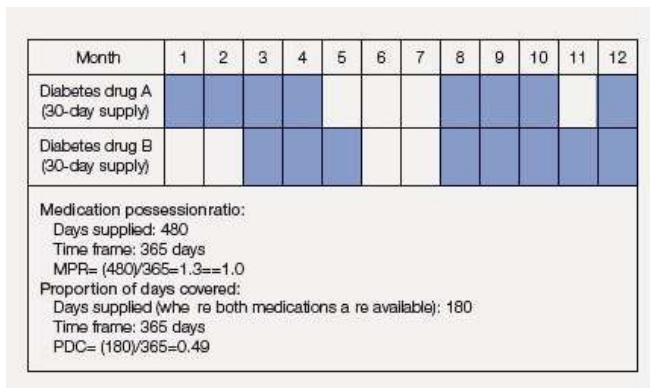 Month 1 2 3 4 5 6 7 8 9 10 11 12
Diabetes drug A
(30-day supply)
Diabetes drug B
(30-day supply)
Medication possessionratio:
Days supplied: 480
Time frame: 365 days
MPR= (480)/365=1.3==1.0
Proportion of days covered:
Days supplied (whe re both medications a re available): 180
Time frame: 365 days
PDC= (180)/365=0.49